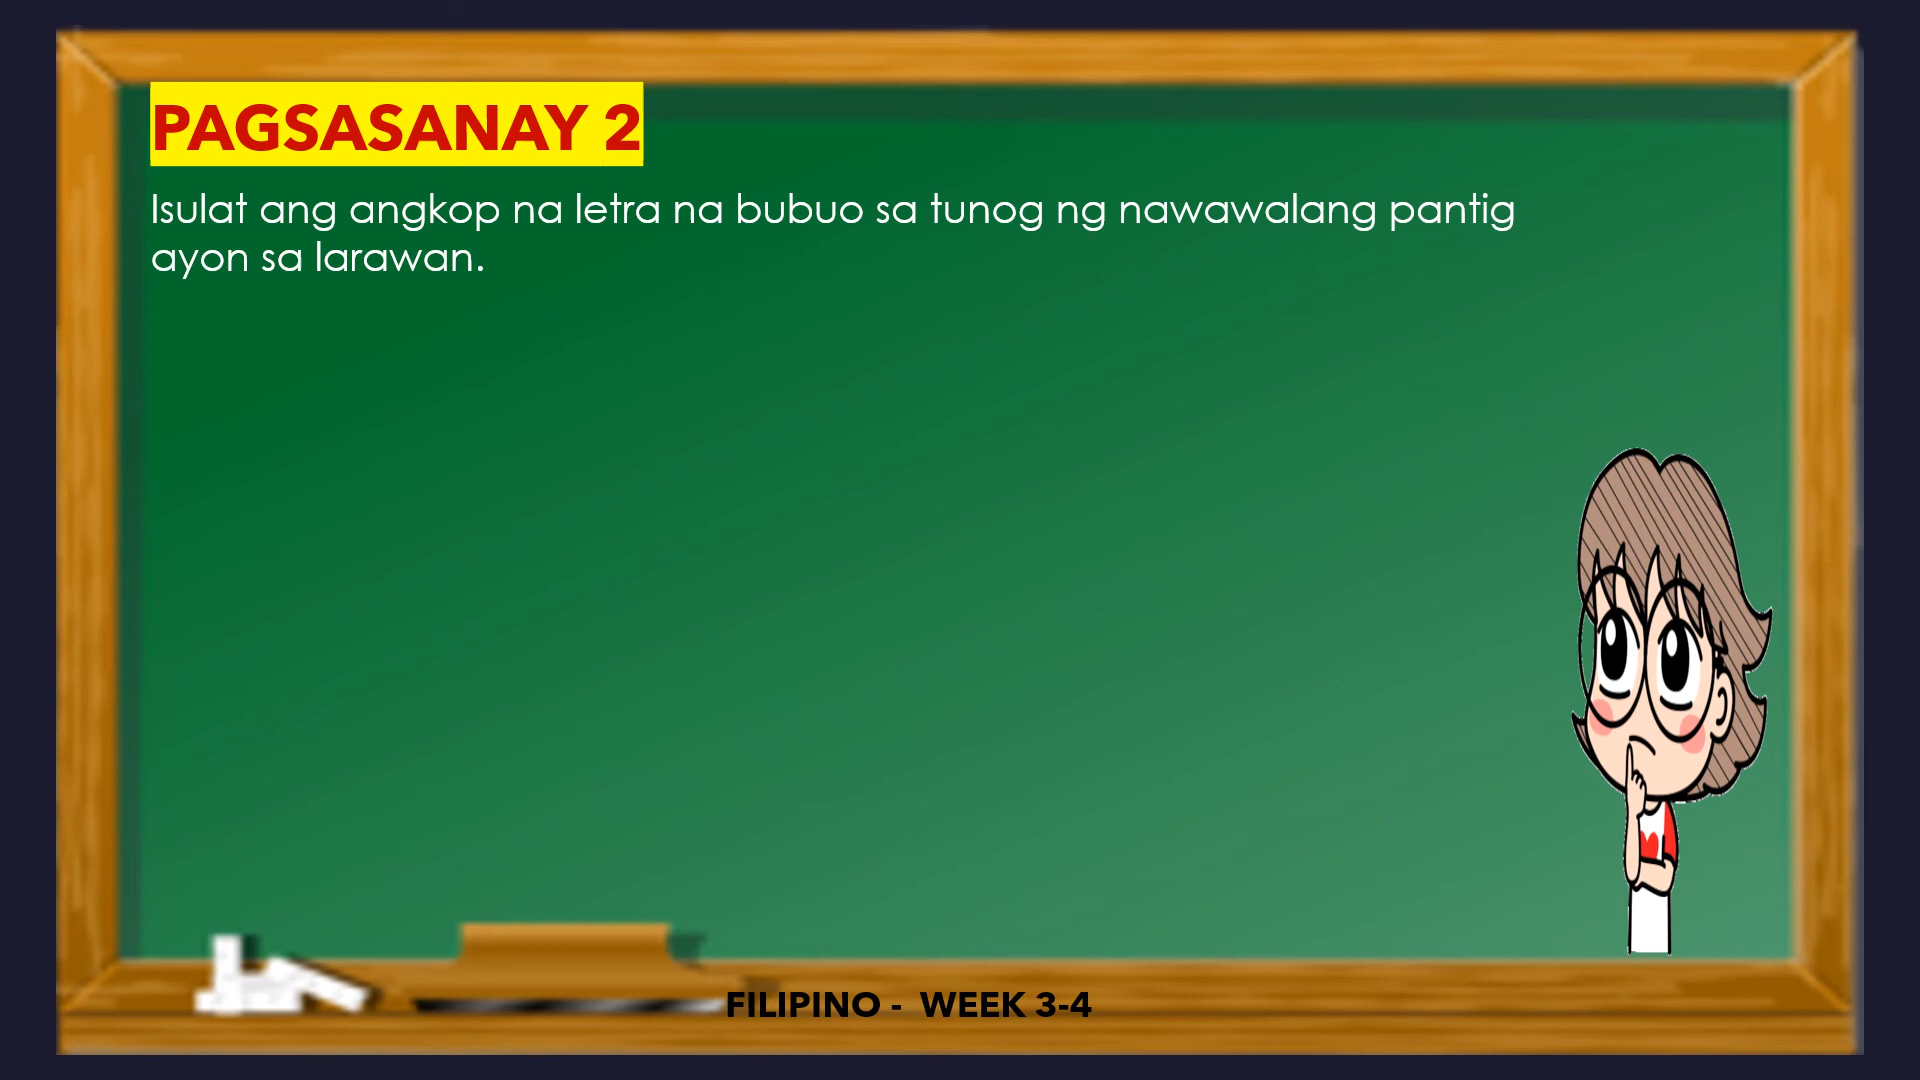 PAGSASANAY 2
Isulat ang angkop na letra na bubuo sa tunog ng nawawalang pantig
ayon sa larawan.
FILIPINO -  WEEK 3-4